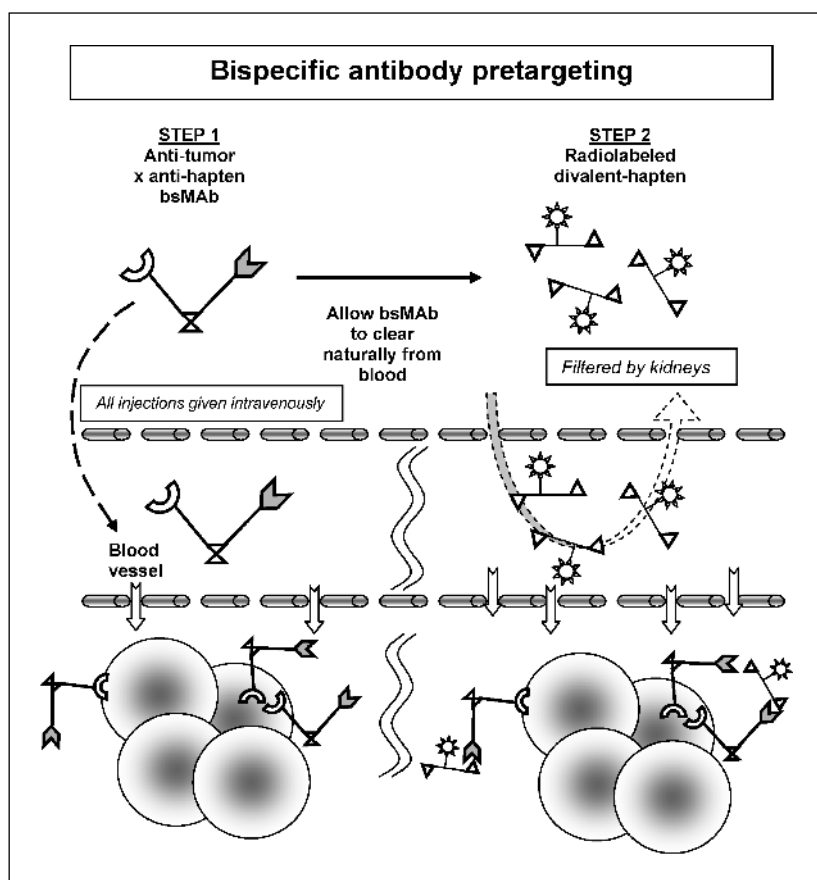 Bispecific antibody pretargeting
STEP 1
Anti-tumor
x anti-hapten
bsMAb
STEP 2
Radiolabeled
divalent-hapten
Allow bsMAb
to clear
naturally from
blood
Filtered by kidneys
All injections given intravenously
Blood
vessel